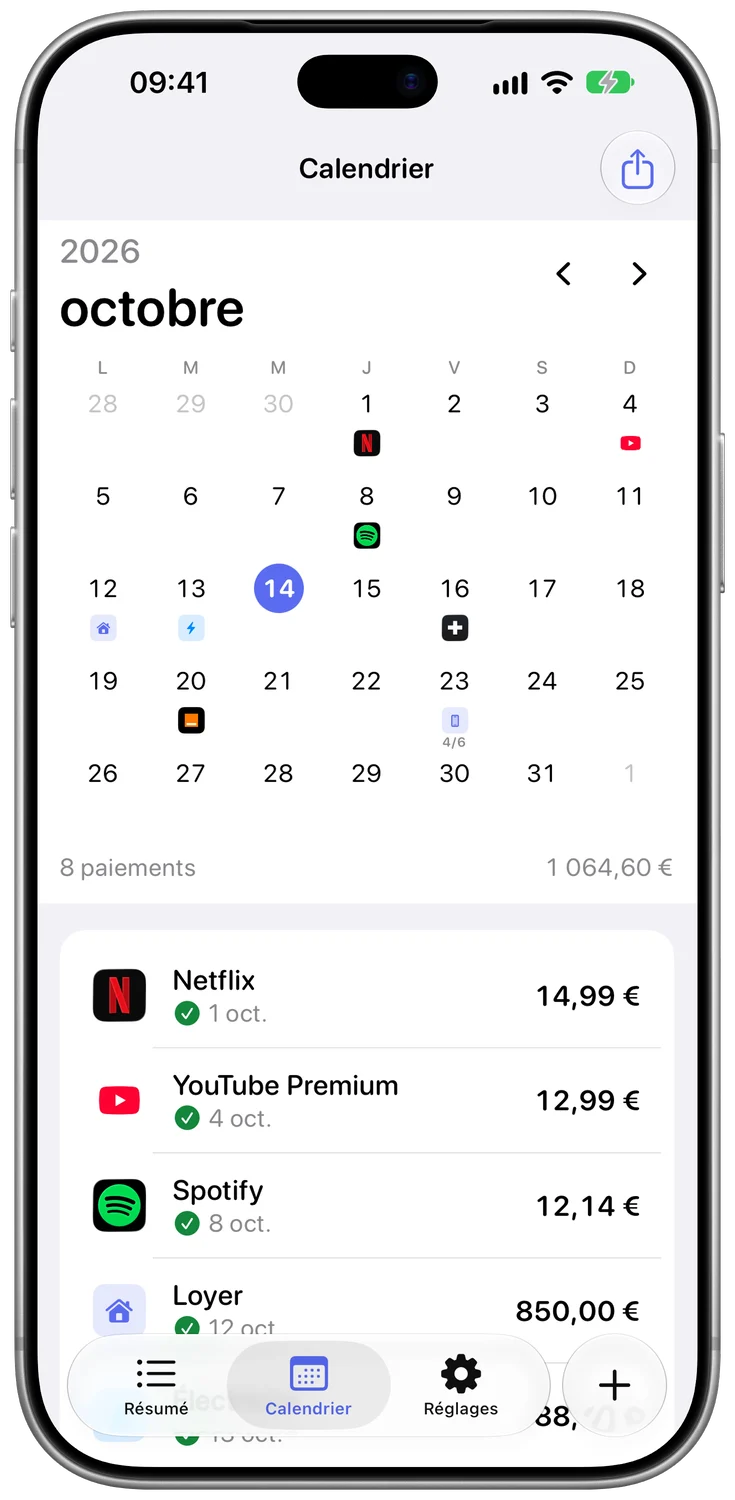 09:41
Calendrier
2026
octobre
L M M J V S D
28 29 30 1 2 3 4
N
5 6 7 8 9 10 11
12 13 14 15 16 17 18
19 20 21 22 23 24 25
4/6
26 27 28 29 30 31 1
8 paiements 1 064,60 €
N
Netflix 14,99 €
1 oct.
YouTube Premium 12,99 €
4 oct.
Spotify 12,14 €
8 oct.
Loyer 850,00 €
12 oct.
Résumé Calendrier Réglages
13 oct.